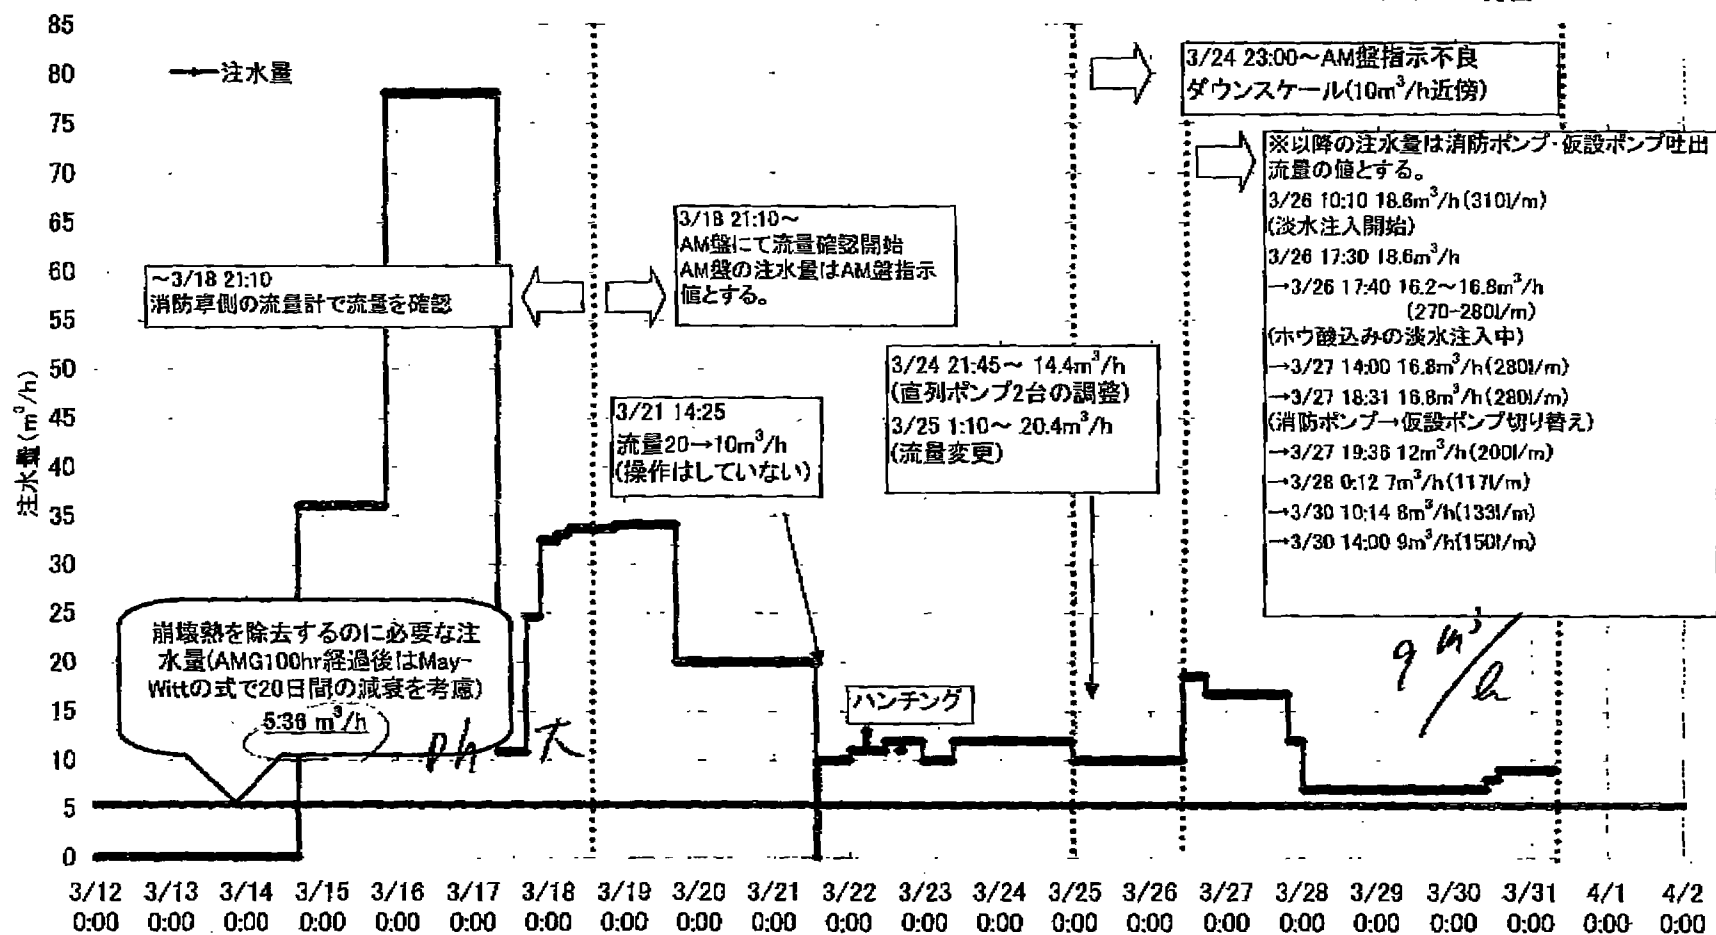 85
80
75
70
65
60
55
50
45
40
35
30
25
20
15
10
5
0
注水量(m³/h)
注水量
3/24 23:00～AM盤指示不良
ダウンスケール(10m³/h近傍)
※以降の注水量は消防ポンプ・仮設ポンプ吐出
流量の値とする。
3/26 10:10 18.6m³/h(310l/m)
(淡水注入開始)
3/26 17:30 18.6m³/h
→3/26 17:40 16.2～16.8m³/h
(270-280l/m)
(ホウ酸込みの淡水注入中)
→3/27 14:00 16.8m³/h(280l/m)
→3/27 18:31 16.8m³/h(280l/m)
(消防ポンプ→仮設ポンプ切り替え)
→3/27 19:36 12m³/h(200l/m)
→3/28 0:12 7m³/h(117l/m)
→3/30 10:14 8m³/h(133l/m)
→3/30 14:00 9m³/h(150l/m)
3/18 21:10～
AM盤にて流量確認開始
AM盤の注水量はAM盤指示
値とする。
～3/18 21:10
消防車側の流量計で流量を確認
3/24 21:45～ 14.4m³/h
(直列ポンプ2台の調整)
3/25 1:10～ 20.4m³/h
(流量変更)
3/21 14:25
流量20→10m³/h
(操作はしていない)
崩壊熱を除去するのに必要な注
水量(AMG100hr経過後はMay-
Wittの式で20日間の減衰を考慮)
5.36 m³/h
ハンチング
9 m³/h
3/12 3/13 3/14 3/15 3/16 3/17 3/18 3/19 3/20 3/21 3/22 3/23 3/24 3/25 3/26 3/27 3/28 3/29 3/30 3/31 4/1 4/2
0:00 0:00 0:00 0:00 0:00 0:00 0:00 0:00 0:00 0:00 0:00 0:00 0:00 0:00 0:00 0:00 0:00 0:00 0:00 0:00 0:00 0:00